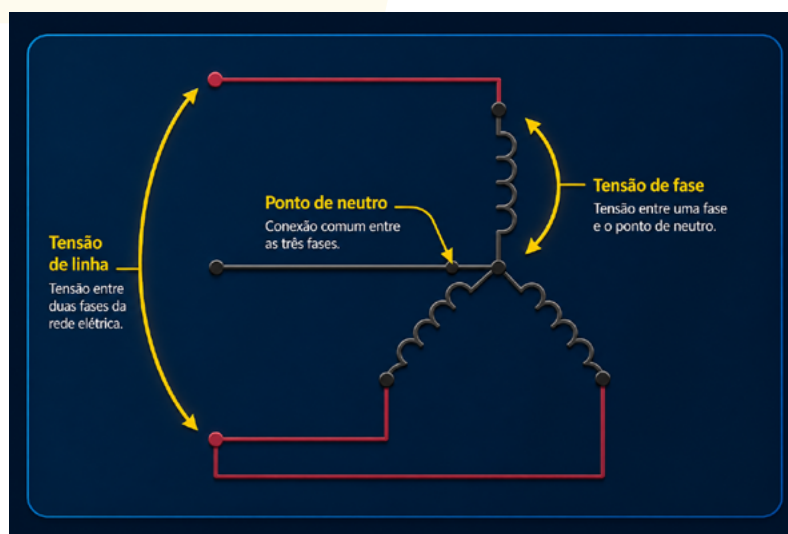 Tensão
de linha
Tensão entre
duas fases da
rede elétrica.
Ponto de neutro
Conexão comum entre
as três fases.
Tensão de fase
Tensão entre uma fase
e o ponto de neutro.